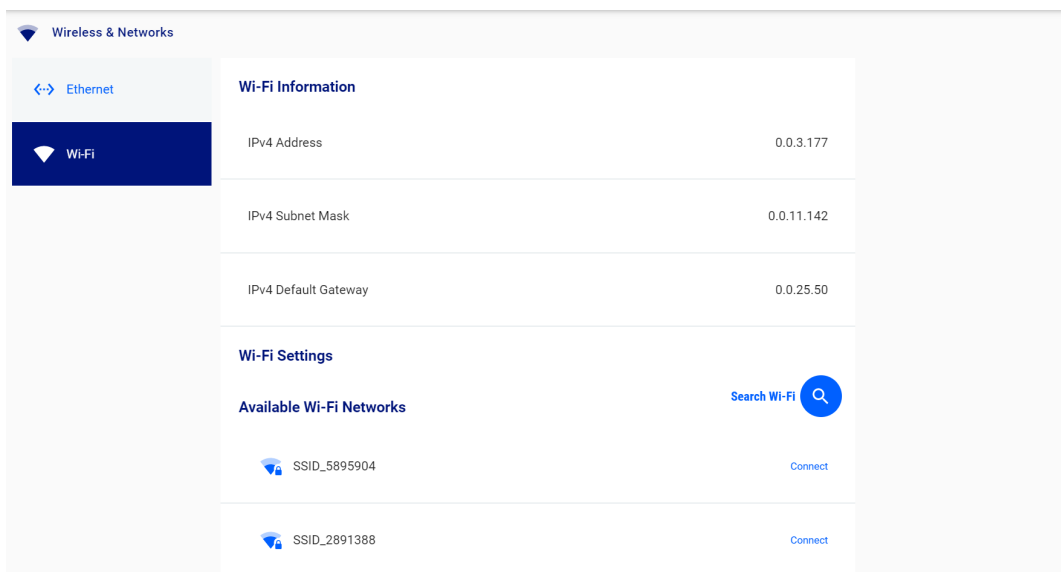 Wireless & Networks
Ethernet
Wi-Fi
Wi-Fi Information
IPv4 Address 0.0.3.177
IPv4 Subnet Mask 0.0.11.142
IPv4 Default Gateway 0.0.25.50
Wi-Fi Settings
Search Wi-Fi
Available Wi-Fi Networks
SSID_5895904 Connect
SSID_2891388 Connect